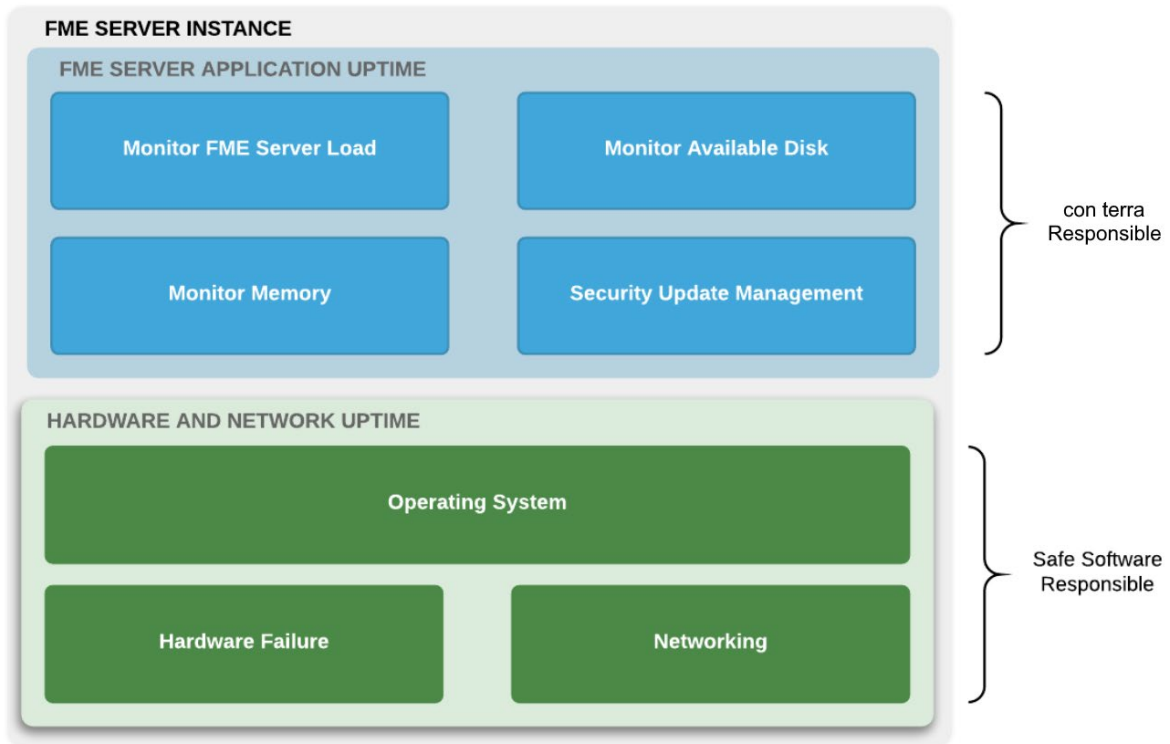 FME SERVER INSTANCE
FME SERVER APPLICATION UPTIME
Monitor FME Server Load
Monitor Available Disk
Monitor Memory
Security Update Management
con terra
Responsible
HARDWARE AND NETWORK UPTIME
Operating System
Hardware Failure
Networking
Safe Software
Responsible